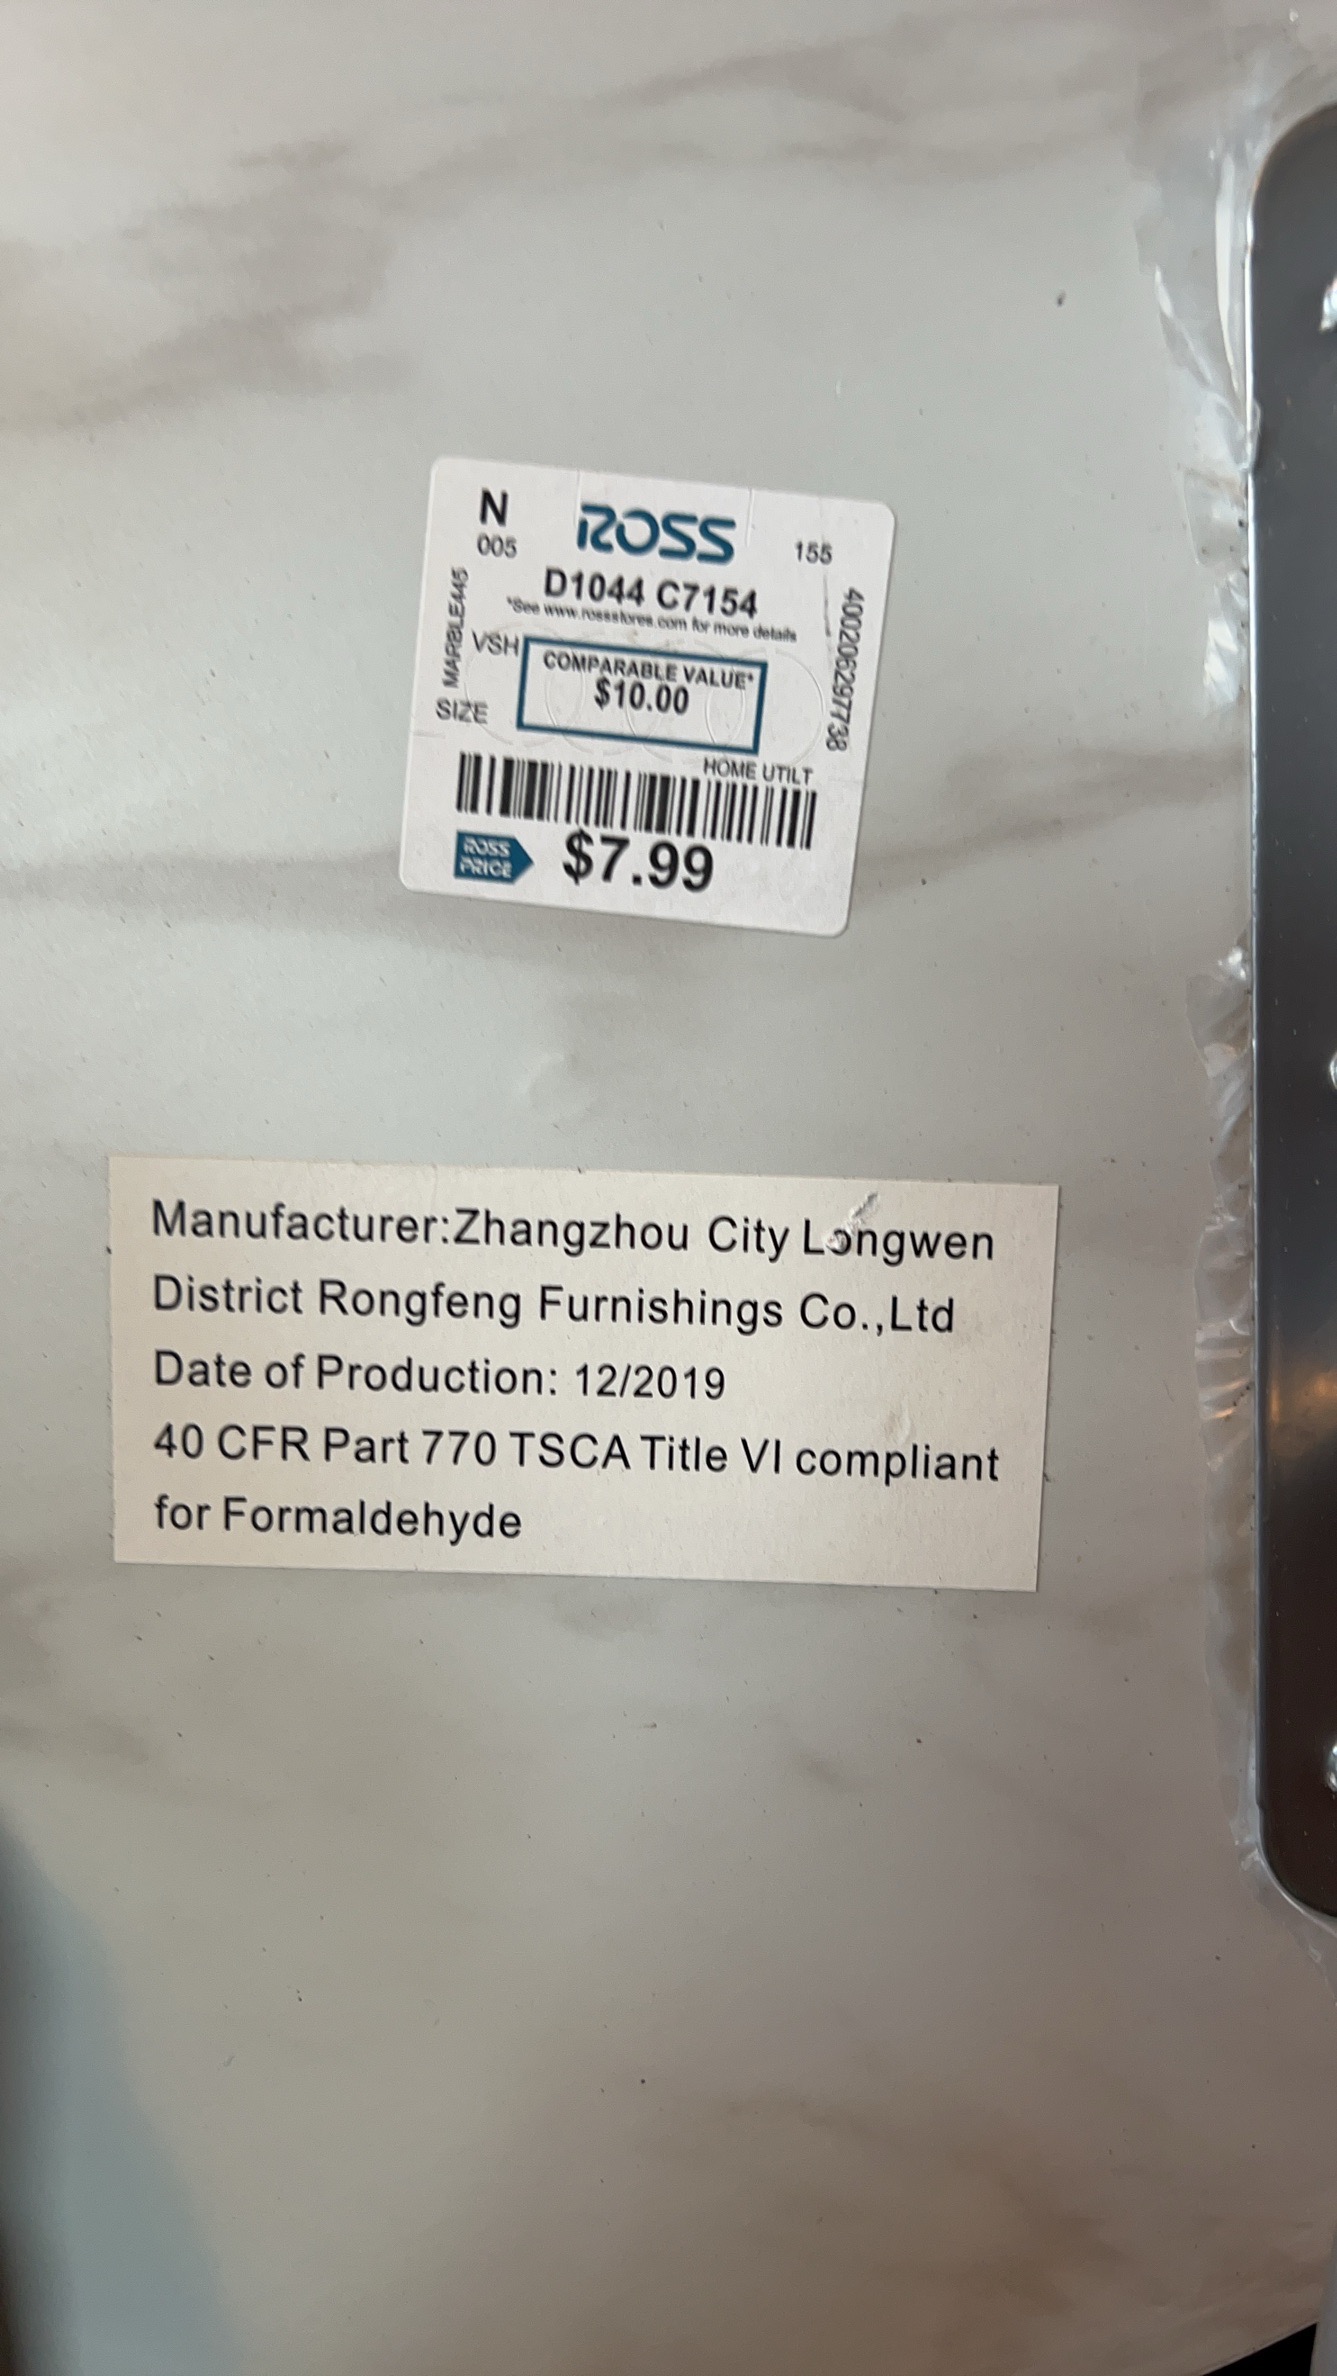 N
ROSS
005
155
D1044 C7154
*See www.rossstores.com for more details
MARBLE445
VSH
COMPARABLE VALUE*
$10.00
SIZE
400206297738
HOME UTILT
ROSS
PRICE
$7.99
Manufacturer:Zhangzhou City Longwen
District Rongfeng Furnishings Co.,Ltd
Date of Production: 12/2019
40 CFR Part 770 TSCA Title VI compliant
for Formaldehyde